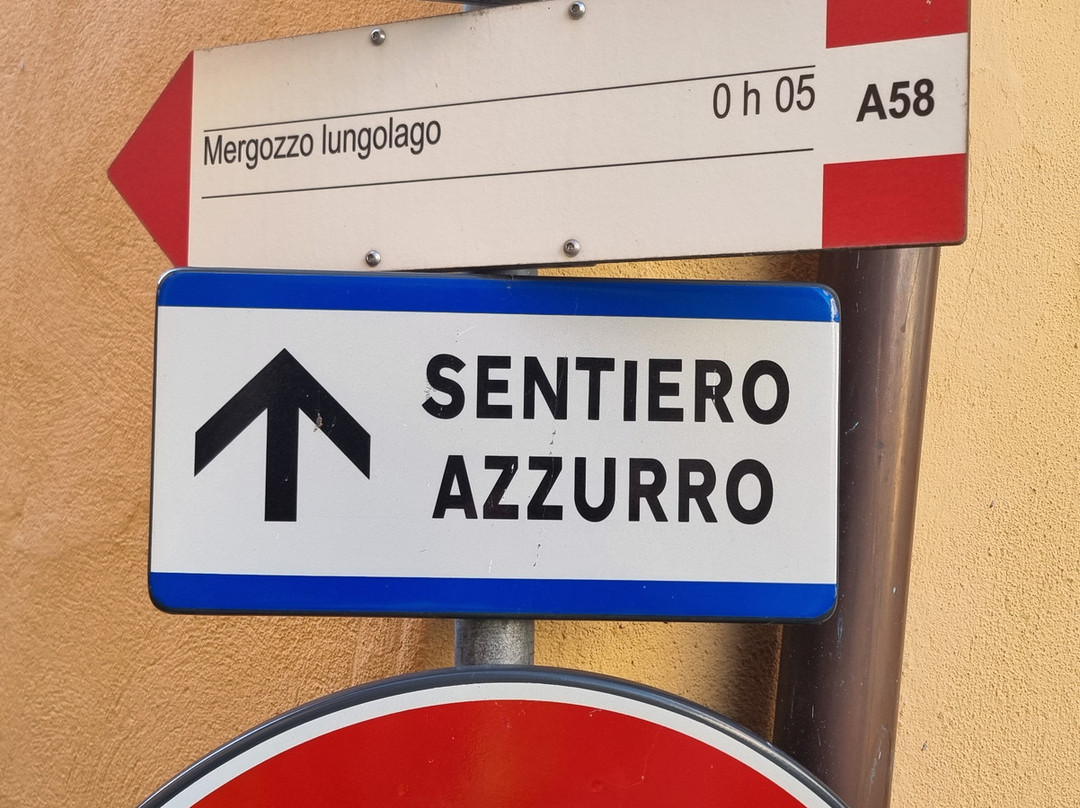 Mergozzo lungolago 0 h 05
A58
SENTIERO
AZZURRO